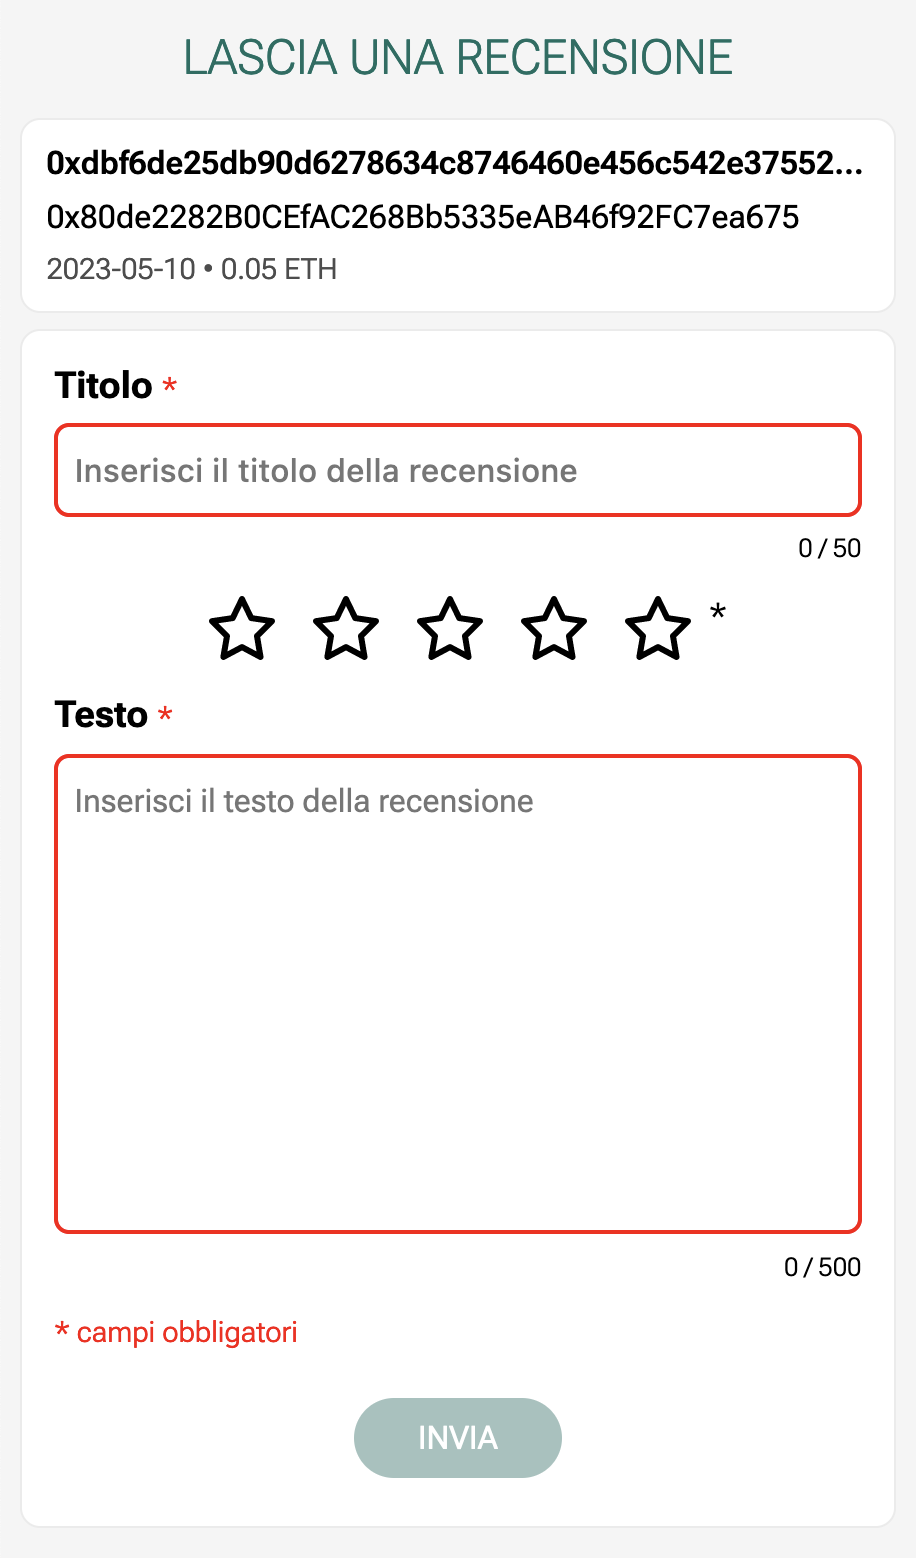 LASCIA UNA RECENSIONE
0xdbf6de25db90d6278634c8746460e456c542e37552...
0x80de2282B0CEfAC268Bb5335eAB46f92FC7ea675
2023-05-10 • 0.05 ETH
Titolo *
Inserisci il titolo della recensione
0 / 50
*
Testo *
Inserisci il testo della recensione
0 / 500
* campi obbligatori
INVIA